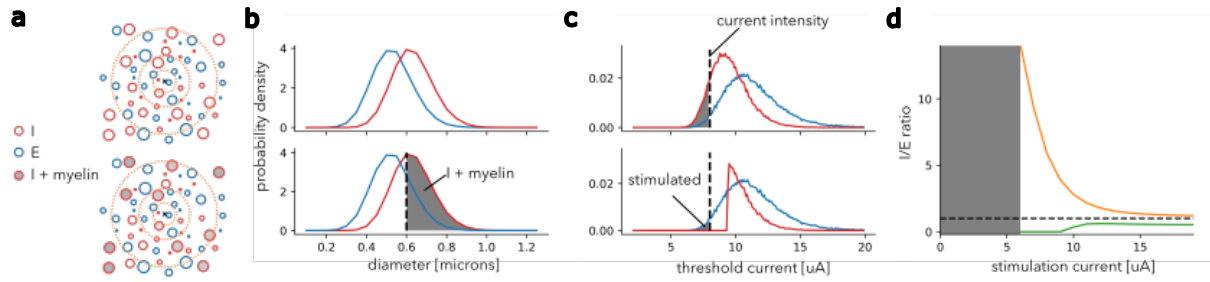 a
I
E
I + myelin
b
probability density
4
2
0
4
2
0
I + myelin
0.2 0.4 0.6 0.8 1.0 1.2
diameter [microns]
c
current intensity
0.02
0.00
0.02
0.00
stimulated
5 10 15 20
threshold current [uA]
d
I/E ratio
10
5
0
5 10 15
stimulation current [uA]